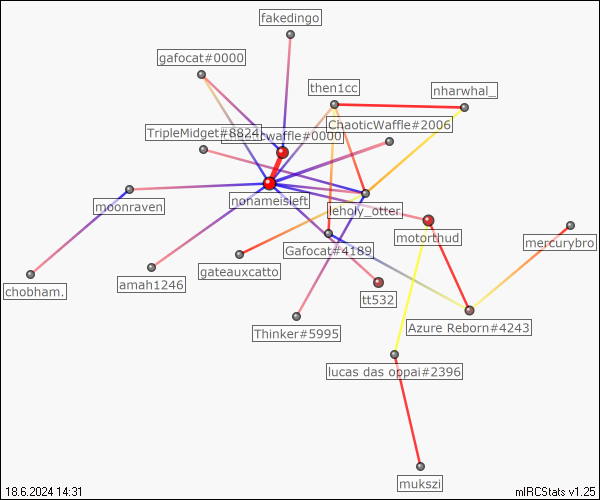 fakedingo
gafocat#0000
then1cc
nharwhal_
ChaoticWaffle#2006
TripleMidget#8824
cwaffle#0000
moonraven
nonameisleft
leholy_otter
motorthud
mercurybro
Gafocat#4189
chobham.
amah1246
gateauxcatto
tt532
Thinker#5995
Azure Reborn#4243
lucas das oppai#2396
mukszi
18.6.2024 14:31
mIRCStats v1.25